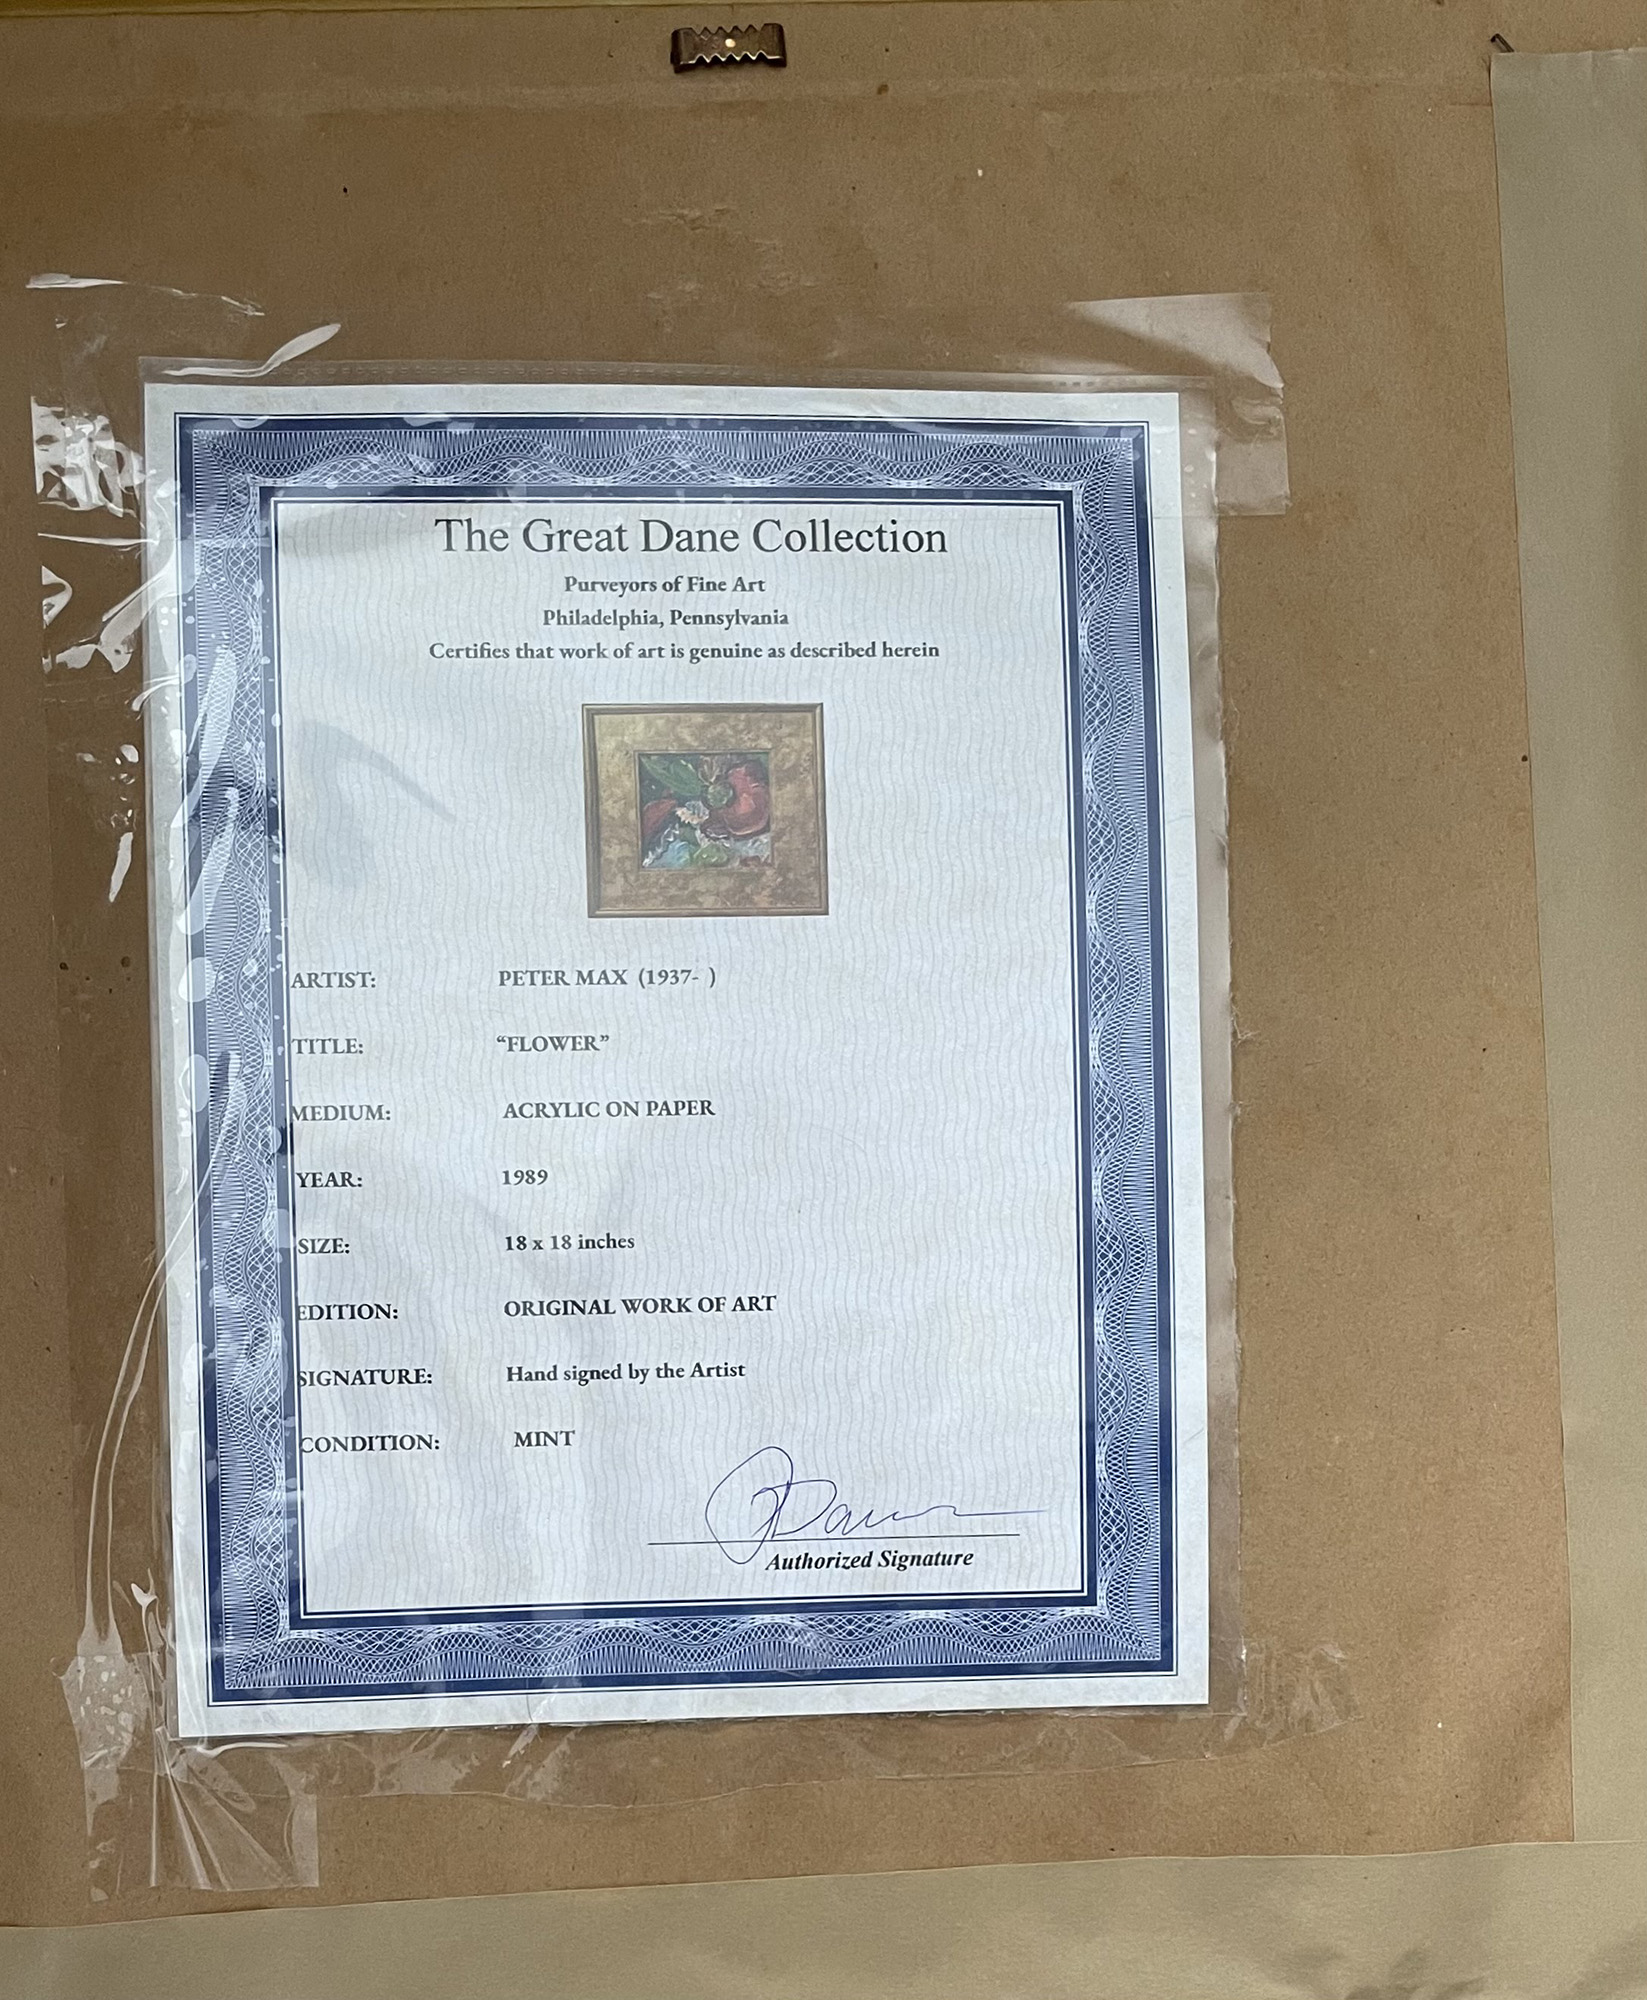 The Great Dane Collection
Purveyors of Fine Art
Philadelphia, Pennsylvania
Certifies that work of art is genuine as described herein
ARTIST: PETER MAX (1937- )
TITLE: “FLOWER”
MEDIUM: ACRYLIC ON PAPER
YEAR: 1989
SIZE: 18 x 18 inches
EDITION: ORIGINAL WORK OF ART
SIGNATURE: Hand signed by the Artist
CONDITION: MINT
Authorized Signature